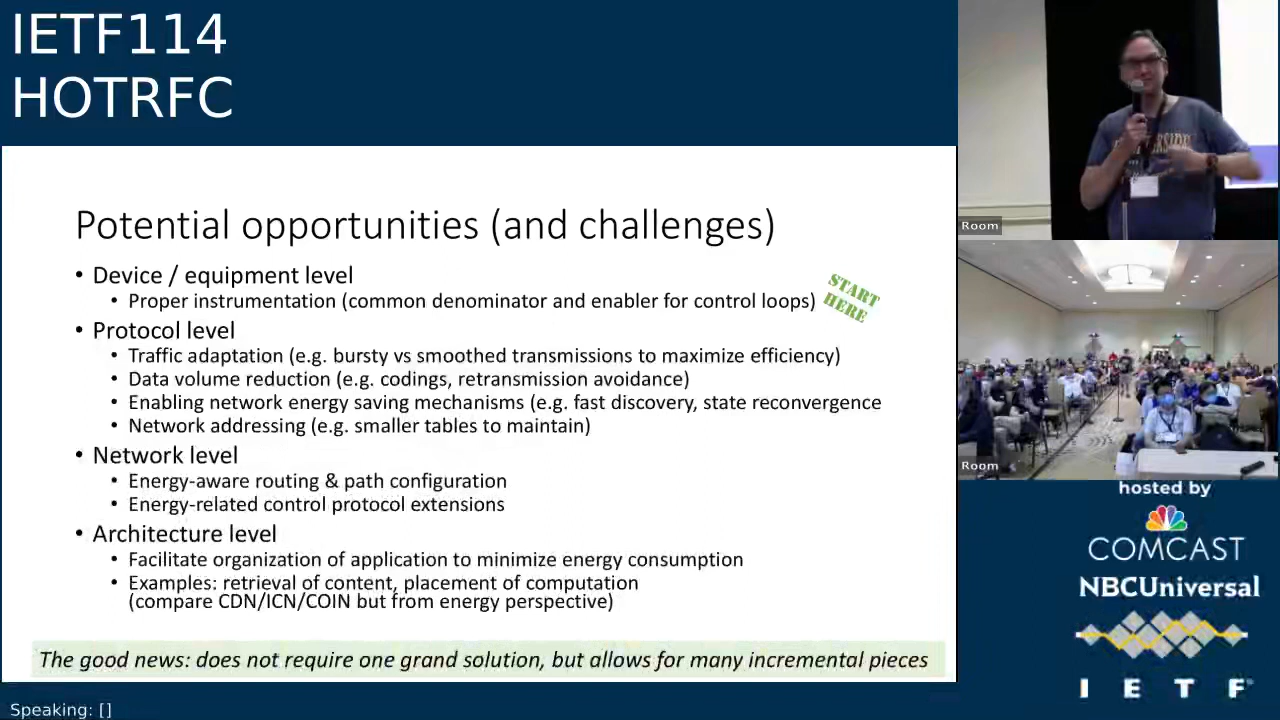 IETF114
HOTRFC
Potential opportunities (and challenges)
• Device / equipment level
• Proper instrumentation (common denominator and enabler for control loops)
START
HERE
• Protocol level
• Traffic adaptation (e.g. bursty vs smoothed transmissions to maximize efficiency)
• Data volume reduction (e.g. codings, retransmission avoidance)
• Enabling network energy saving mechanisms (e.g. fast discovery, state reconvergence
• Network addressing (e.g. smaller tables to maintain)
• Network level
• Energy-aware routing & path configuration
• Energy-related control protocol extensions
• Architecture level
• Facilitate organization of application to minimize energy consumption
• Examples: retrieval of content, placement of computation
(compare CDN/ICN/COIN but from energy perspective)
The good news: does not require one grand solution, but allows for many incremental pieces
Speaking: []
Room
Room
hosted by
COMCAST
NBCUniversal
I E T F